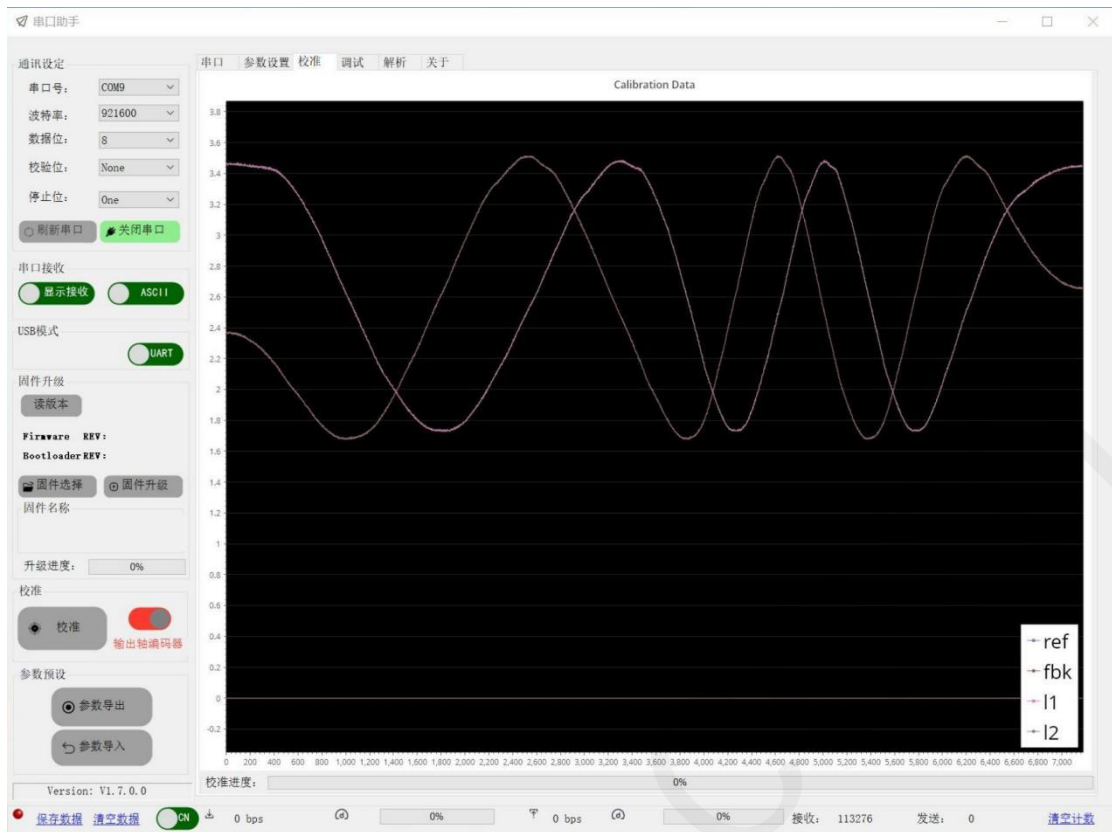 串口助手
通讯设定
串口号: COM9
波特率: 921600
数据位: 8
校验位: None
停止位: One
刷新串口 关闭串口
串口接收
显示接收 ASCII
USB模式
UART
固件升级
读版本
Firmware REV:
Bootloader REV:
固件选择 固件升级
固件名称
升级进度: 0%
校准
校准
输出轴编码器
参数预设
参数导出
参数导入
Version: V1.7.0.0
串口 参数设置 校准 调试 解析 关于
Calibration Data
3.8
3.6
3.4
3.2
3
2.8
2.6
2.4
2.2
2
1.8
1.6
1.4
1.2
1
0.8
0.6
0.4
0.2
0
-0.2
ref
fbk
l1
l2
0 200 400 600 800 1,000 1,200 1,400 1,600 1,800 2,000 2,200 2,400 2,600 2,800 3,000 3,200 3,400 3,600 3,800 4,000 4,200 4,400 4,600 4,800 5,000 5,200 5,400 5,600 5,800 6,000 6,200 6,400 6,600 6,800 7,000
校准进度: 0%
保存数据 清空数据 CN 0 bps 0% 0 bps 0% 接收: 113276 发送: 0 清空计数